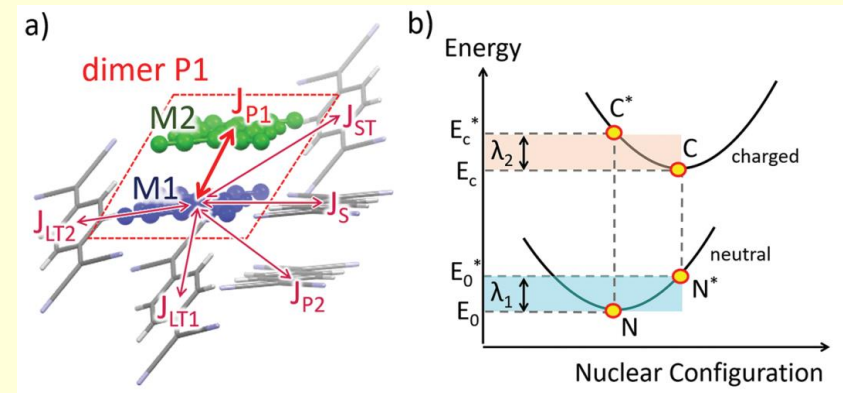 a)
dimer P1
M2
J_P1
J_ST
M1
J_S
J_LT2
J_P2
J_LT1
b)
Energy
C*
E_c*
C
λ_2
E_c
charged
neutral
E_0*
N*
λ_1
E_0
N
Nuclear Configuration